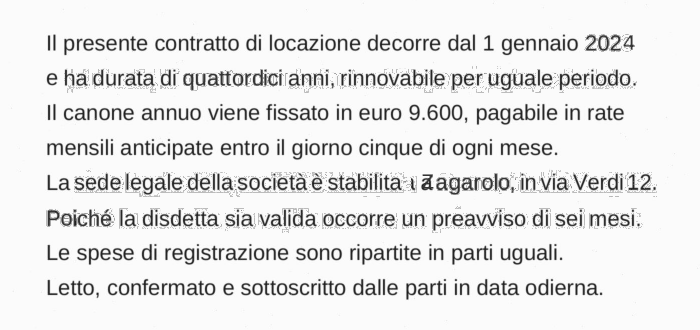 Il presente contratto di locazione decorre dal 1 gennaio 2024
e ha durata di quattordici anni, rinnovabile per uguale periodo.
Il canone annuo viene fissato in euro 9.600, pagabile in rate
mensili anticipate entro il giorno cinque di ogni mese.
La sede legale della società è stabilita Zagarolo, in via Verdi 12.
Poiché la disdetta sia valida occorre un preavviso di sei mesi.
Le spese di registrazione sono ripartite in parti uguali.
Letto, confermato e sottoscritto dalle parti in data odierna.